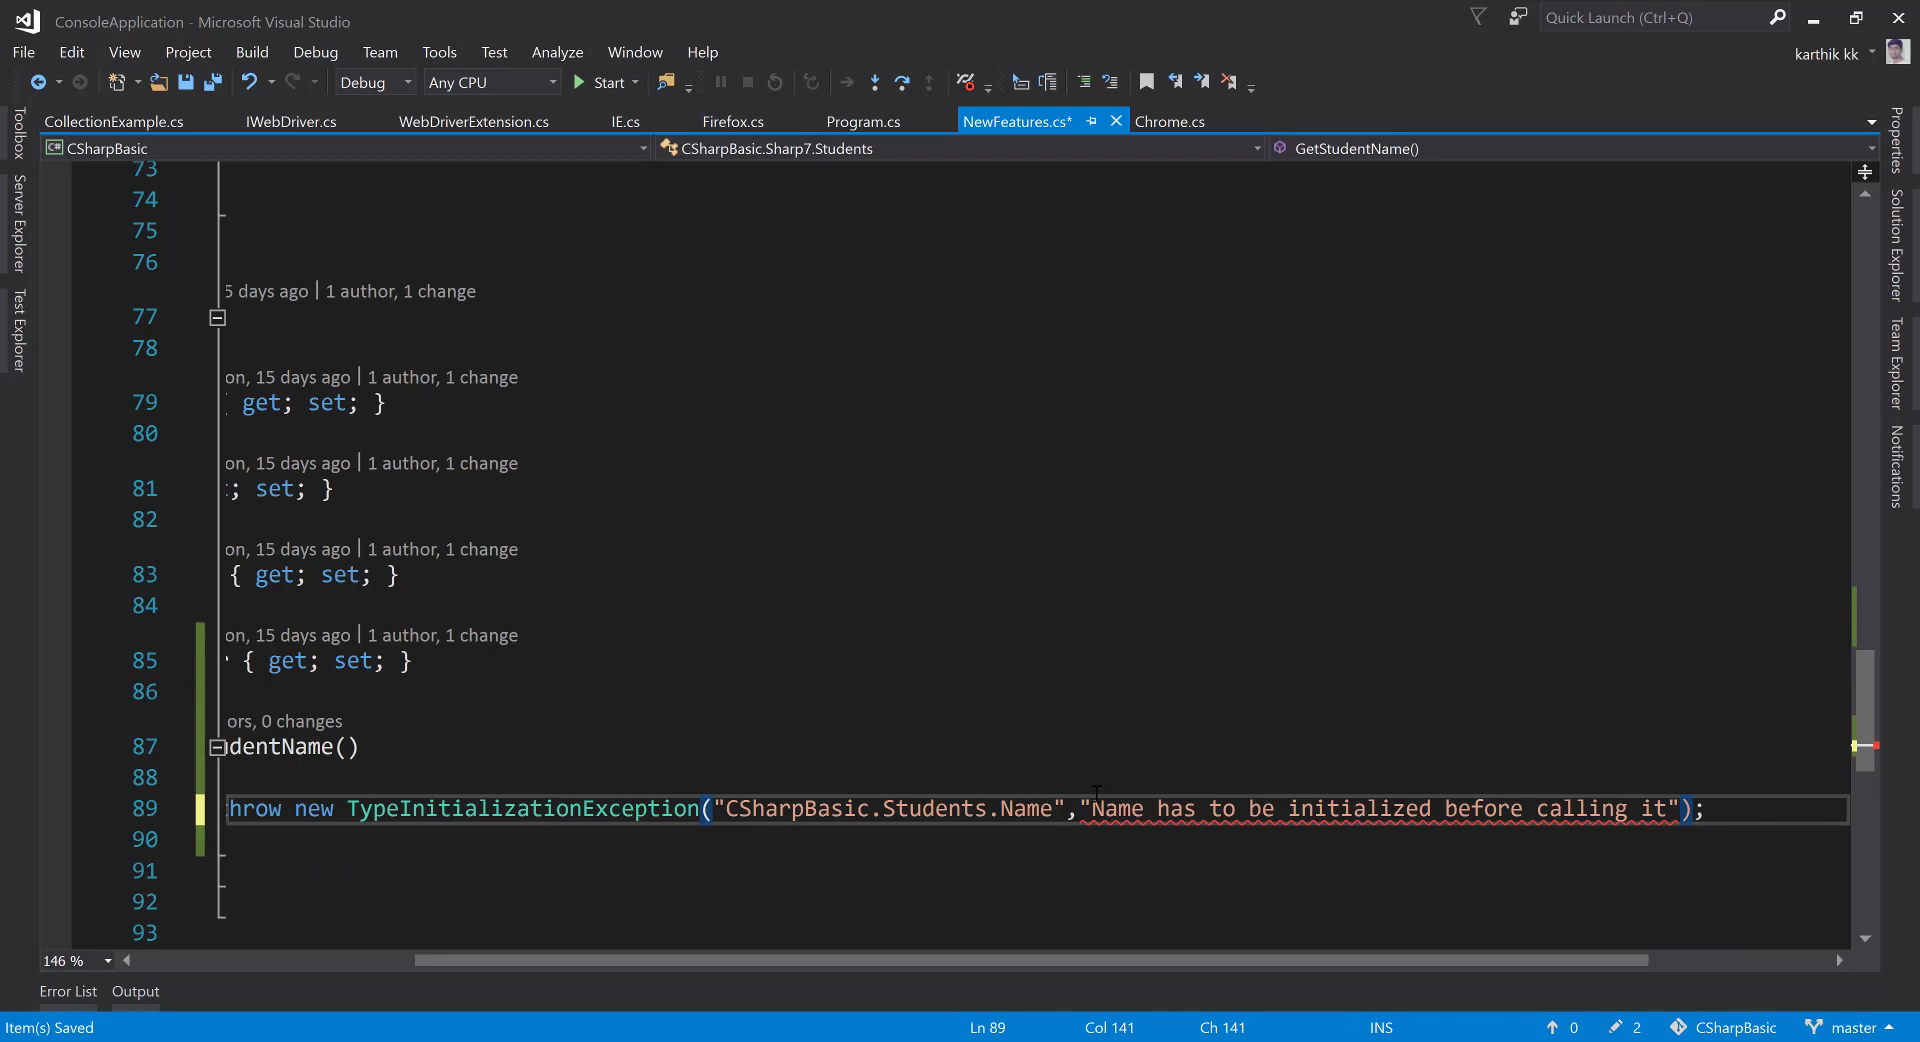 ConsoleApplication - Microsoft Visual Studio
Quick Launch (Ctrl+Q)
File Edit View Project Build Debug Team Tools Test Analyze Window Help
karthik kk
Debug Any CPU Start
CollectionExample.cs IWebDriver.cs WebDriverExtension.cs IE.cs Firefox.cs Program.cs NewFeatures.cs* Chrome.cs
C# CSharpBasic CSharpBasic.Sharp7.Students GetStudentName()
Toolbox
Server Explorer
Test Explorer
73
74
75
76
5 days ago | 1 author, 1 change
77
78
on, 15 days ago | 1 author, 1 change
79 { get; set; }
80
on, 15 days ago | 1 author, 1 change
81 ; set; }
82
on, 15 days ago | 1 author, 1 change
83 { get; set; }
84
on, 15 days ago | 1 author, 1 change
85 { get; set; }
86
ors, 0 changes
87 udentName()
88
89 hrow new TypeInitializationException("CSharpBasic.Students.Name","Name has to be initialized before calling it");
90
91
92
93
Properties
Solution Explorer
Team Explorer
Notifications
146 %
Error List Output
Item(s) Saved Ln 89 Col 141 Ch 141 INS 0 2 CSharpBasic master